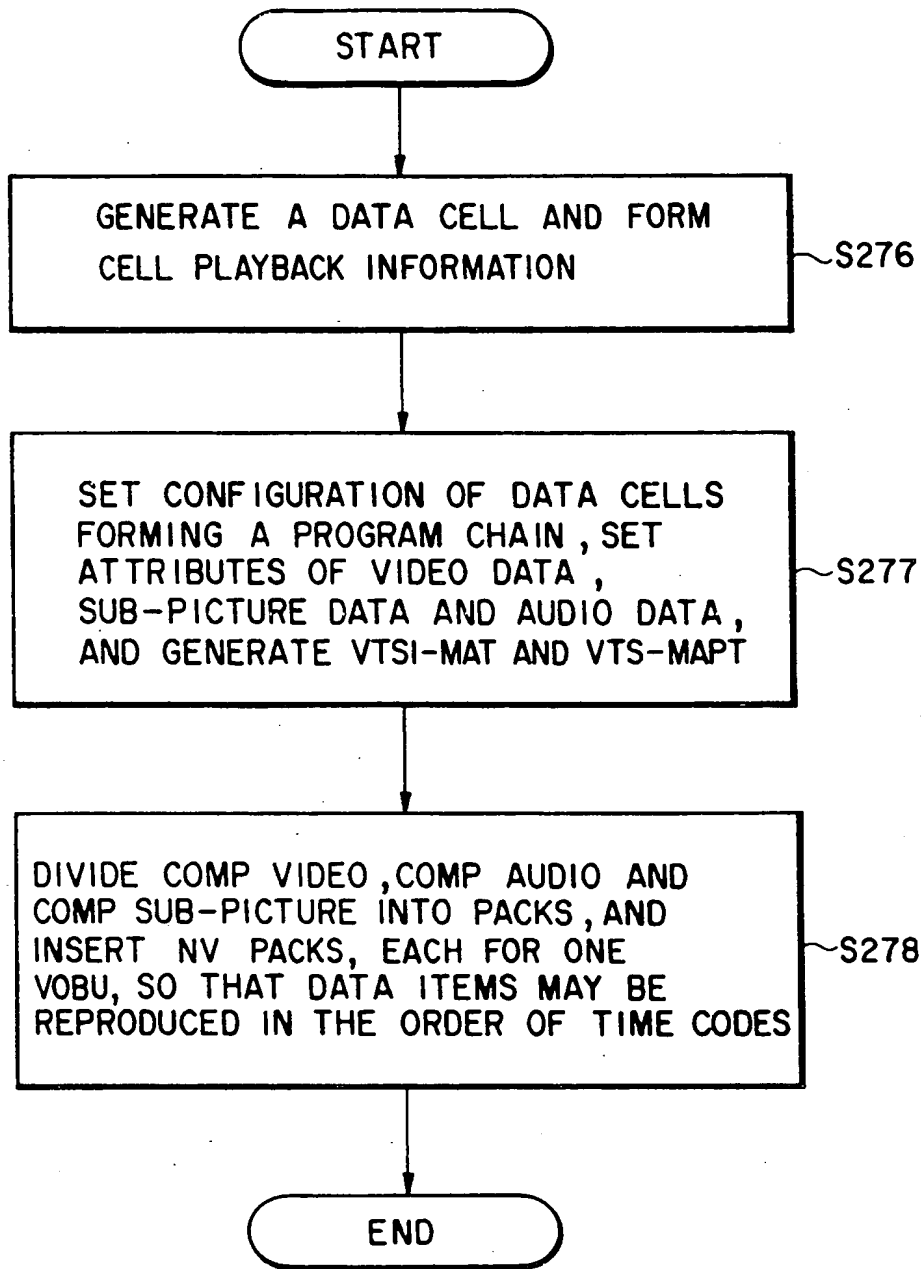 START
GENERATE A DATA CELL AND FORM
CELL PLAYBACK INFORMATION
S276
SET CONFIGURATION OF DATA CELLS
FORMING A PROGRAM CHAIN, SET
ATTRIBUTES OF VIDEO DATA,
SUB-PICTURE DATA AND AUDIO DATA,
AND GENERATE VTSI-MAT AND VTS-MAPT
S277
DIVIDE COMP VIDEO, COMP AUDIO AND
COMP SUB-PICTURE INTO PACKS, AND
INSERT NV PACKS, EACH FOR ONE
VOBU, SO THAT DATA ITEMS MAY BE
REPRODUCED IN THE ORDER OF TIME CODES
S278
END